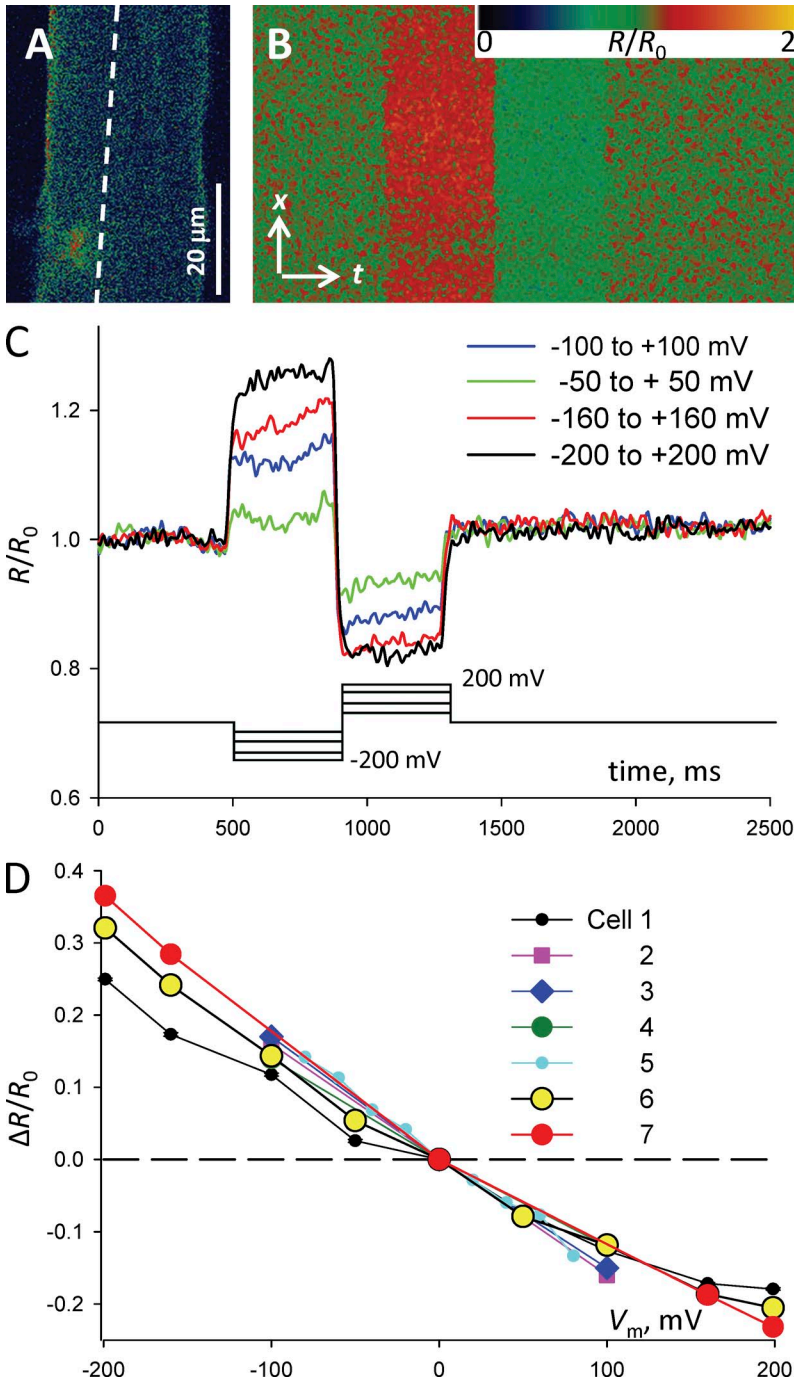 A
20 µm
B
0 R/R0 2
x
t
C
-100 to +100 mV
-50 to + 50 mV
-160 to +160 mV
-200 to +200 mV
1.2
1.0
0.8
0.6
R/R0
200 mV
-200 mV
time, ms
0 500 1000 1500 2000 2500
D
0.4
0.3
0.2
0.1
0.0
-0.1
-0.2
ΔR/R0
Cell 1
2
3
4
5
6
7
Vm, mV
-200 -100 0 100 200